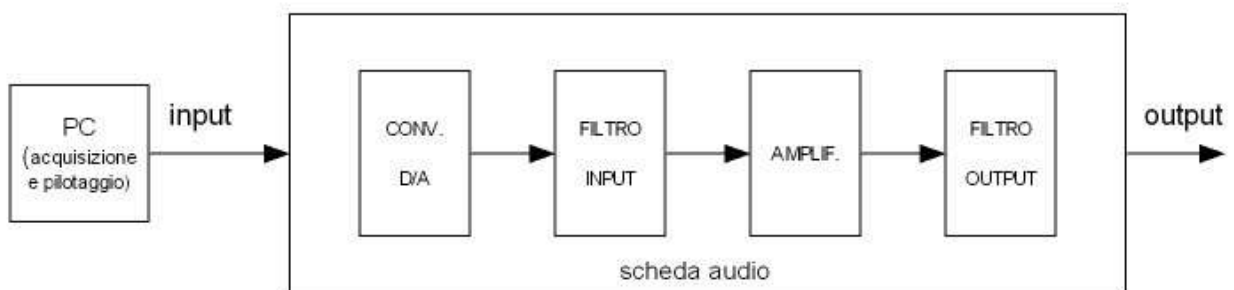 PC
(acquisizione
e pilotaggio)
input
CONV.
D/A
FILTRO
INPUT
AMPLIF.
FILTRO
OUTPUT
output
scheda audio